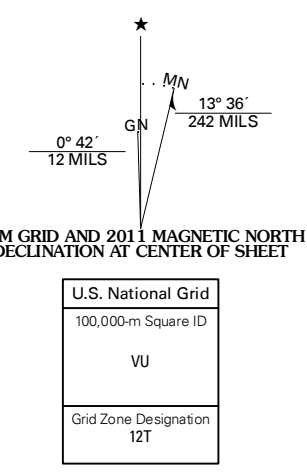 ★
MN
GN
13° 36´
242 MILS
0° 42´
12 MILS
M GRID AND 2011 MAGNETIC NORTH
DECLINATION AT CENTER OF SHEET
U.S. National Grid
100,000-m Square ID
VU
Grid Zone Designation
12T